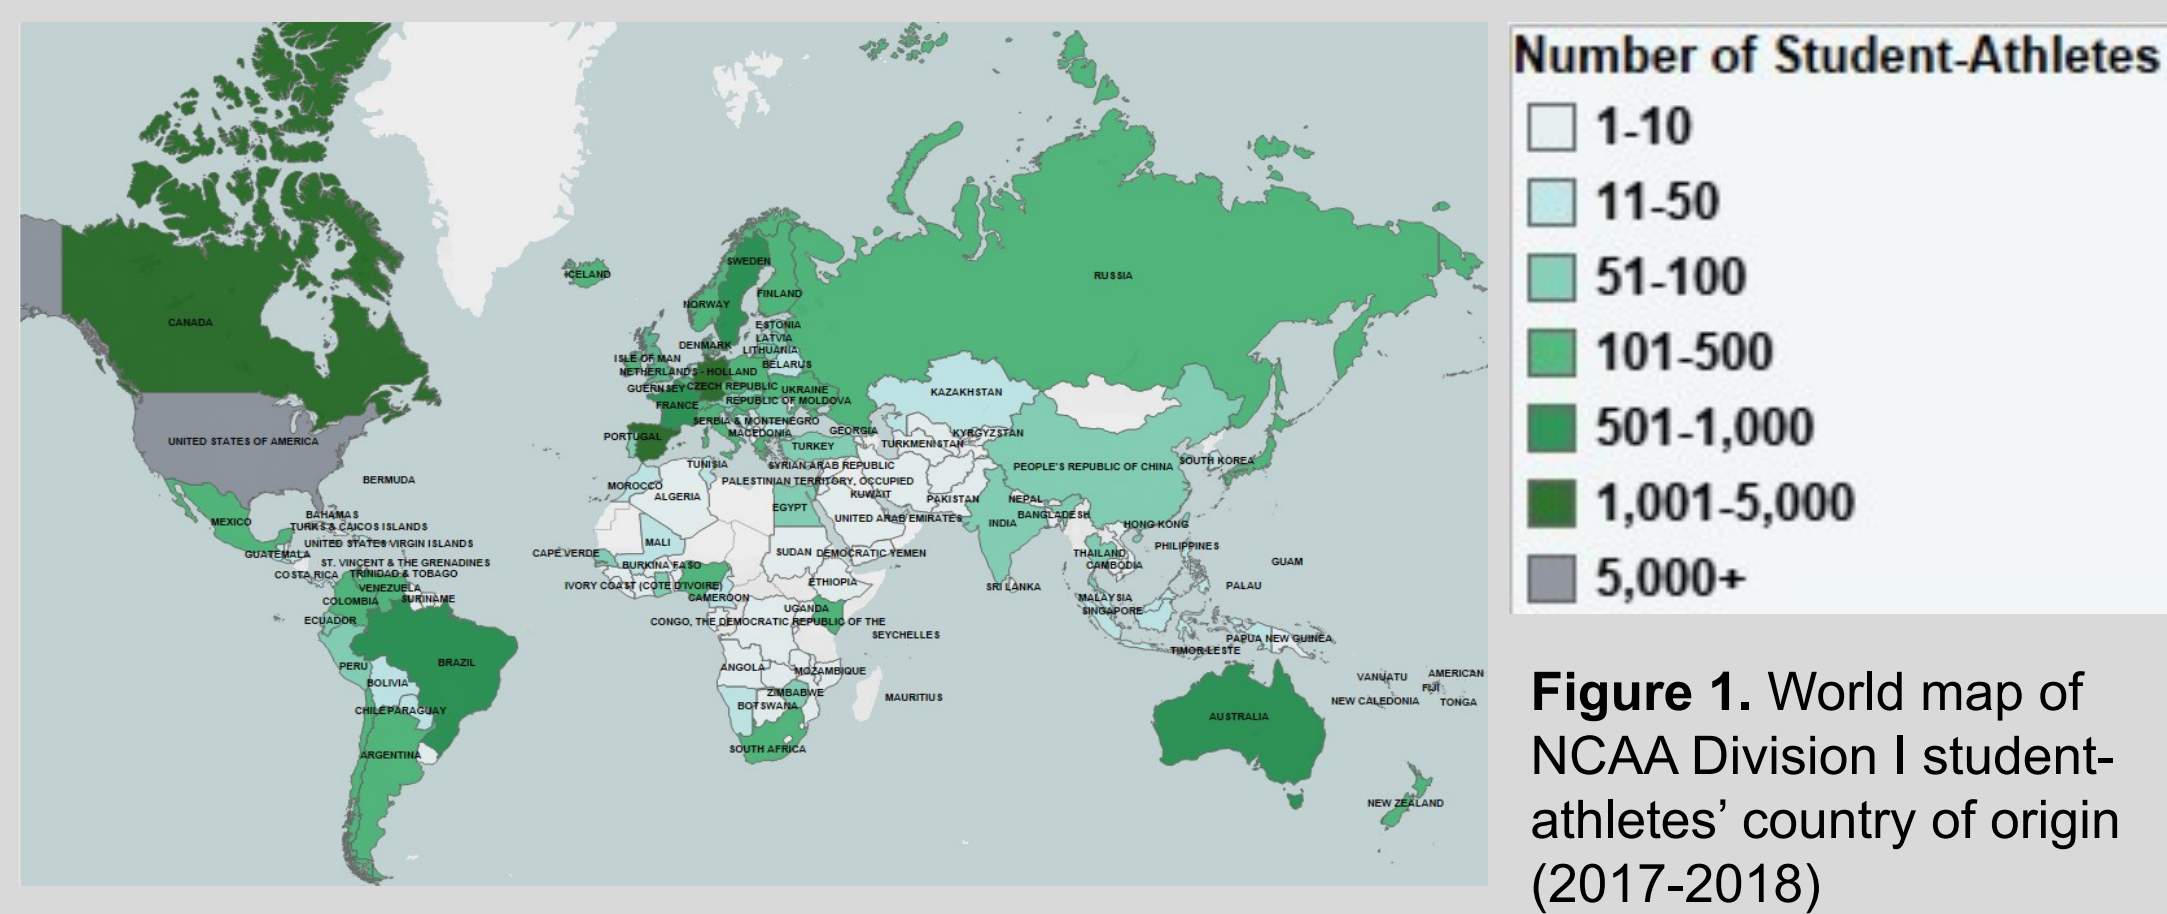 ICELAND
SWEDEN
NORWAY
FINLAND
RUSSIA
CANADA
ESTONIA
LATVIA
DENMARK
LITHUANIA
ISLE OF MAN
BELARUS
NETHERLANDS - HOLLAND
GUERNSEY
CZECH REPUBLIC
UKRAINE
KAZAKHSTAN
REPUBLIC OF MOLDOVA
FRANCE
SERBIA & MONTENEGRO
GEORGIA
MACEDONIA
KYRGYZSTAN
PORTUGAL
UNITED STATES OF AMERICA
TURKEY
TURKMENISTAN
TUNISIA
SYRIAN ARAB REPUBLIC
PEOPLE'S REPUBLIC OF CHINA
SOUTH KOREA
BERMUDA
PALESTINIAN TERRITORY, OCCUPIED
MOROCCO
ALGERIA
KUWAIT
PAKISTAN
NEPAL
EGYPT
BAHAMAS
MEXICO
UNITED ARAB EMIRATES
INDIA
BANGLADESH
TURKS & CAICOS ISLANDS
HONG KONG
UNITED STATES VIRGIN ISLANDS
MALI
PHILIPPINES
GUATEMALA
CAPE VERDE
SUDAN
DEMOCRATIC YEMEN
THAILAND
ST. VINCENT & THE GRENADINES
BURKINA FASO
CAMBODIA
GUAM
COSTA RICA
TRINIDAD & TOBAGO
VENEZUELA
IVORY COAST (COTE D'IVOIRE)
ETHIOPIA
SRI LANKA
PALAU
COLOMBIA
SURINAME
CAMEROON
MALAYSIA
UGANDA
SINGAPORE
ECUADOR
CONGO, THE DEMOCRATIC REPUBLIC OF THE
SEYCHELLES
PAPUA NEW GUINEA
TIMOR-LESTE
PERU
BRAZIL
ANGOLA
MOZAMBIQUE
BOLIVIA
ZIMBABWE
VANUATU
AMERICAN
MAURITIUS
FIJI
BOTSWANA
NEW CALEDONIA
TONGA
CHILE
PARAGUAY
AUSTRALIA
SOUTH AFRICA
ARGENTINA
NEW ZEALAND
Number of Student-Athletes
1-10
11-50
51-100
101-500
501-1,000
1,001-5,000
5,000+
Figure 1. World map of
NCAA Division I student-
athletes’ country of origin
(2017-2018)